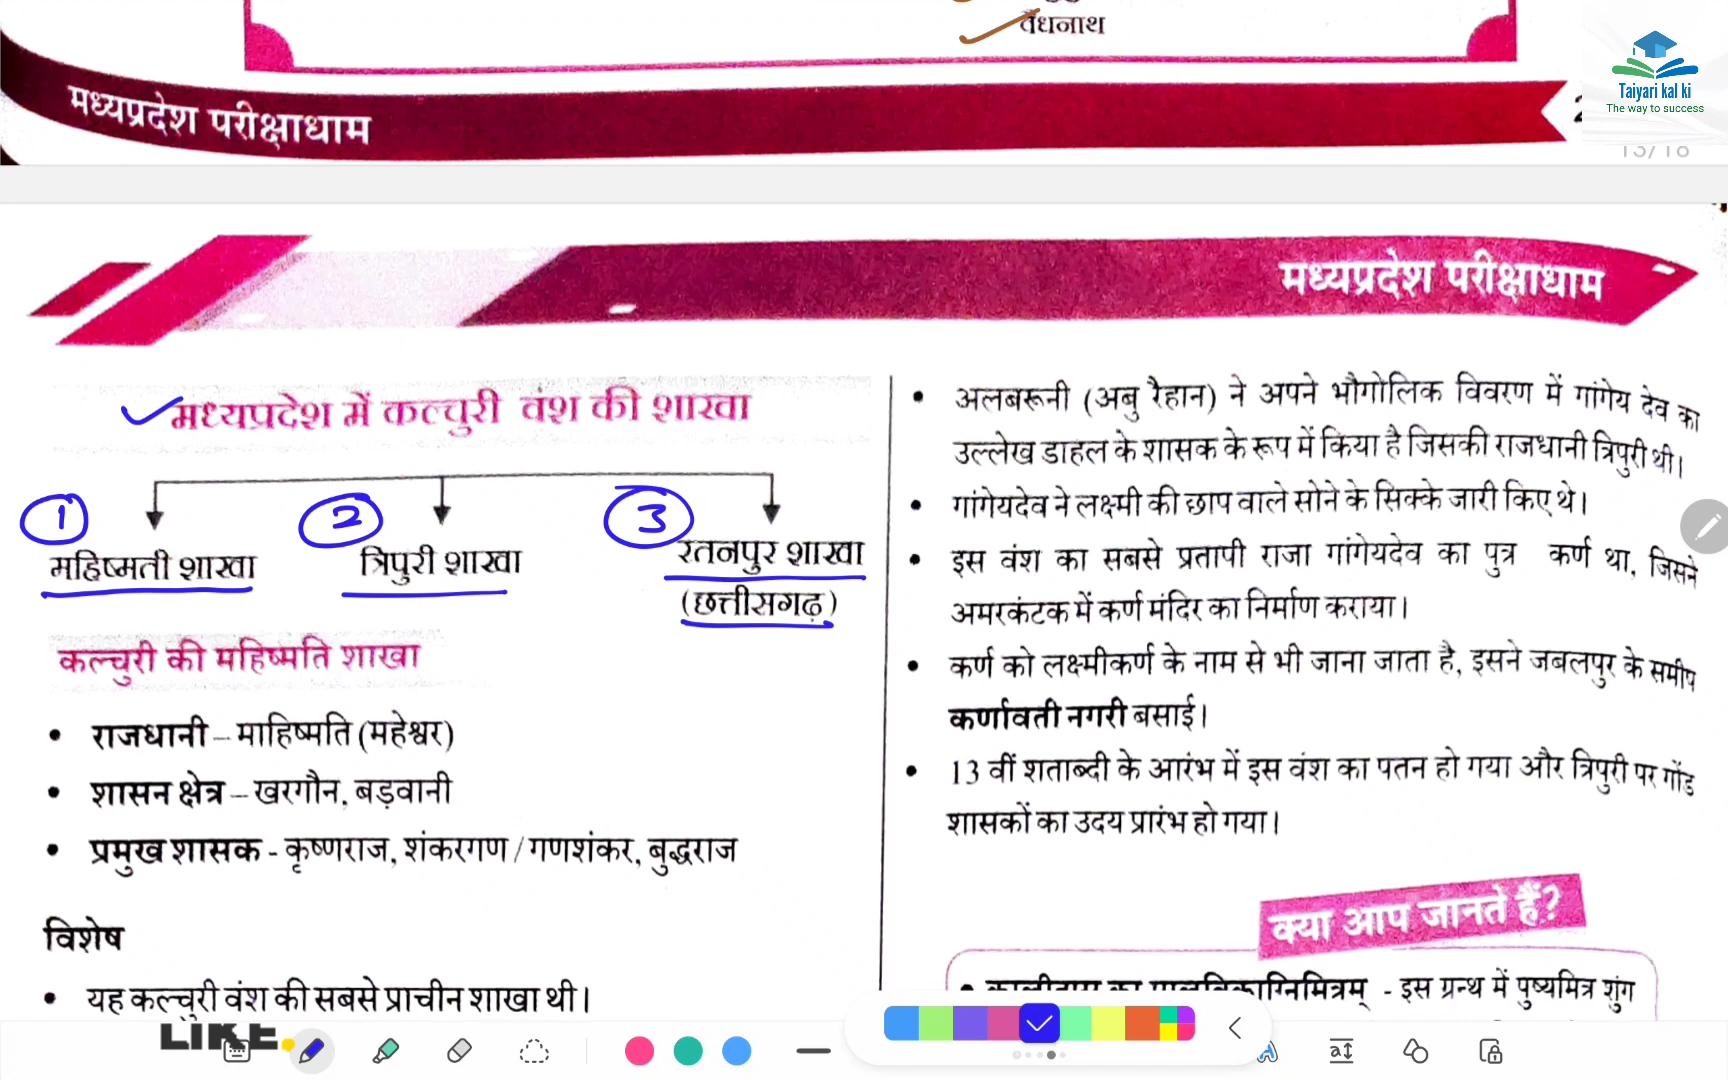 वैधनाथ
मध्यप्रदेश परीक्षाधाम
Taiyari kal ki
The way to success
13/18
मध्यप्रदेश परीक्षाधाम
मध्यप्रदेश में कल्चुरी वंश की शाखा
1 2 3
महिष्मती शाखा त्रिपुरी शाखा रतनपुर शाखा
(छत्तीसगढ़)
कल्चुरी की महिष्मति शाखा
• राजधानी – माहिष्मति (महेश्वर)
• शासन क्षेत्र – खरगौन, बड़वानी
• प्रमुख शासक - कृष्णराज, शंकरगण / गणशंकर, बुद्धराज
विशेष
• यह कल्चुरी वंश की सबसे प्राचीन शाखा थी।
• अलबरूनी (अबु रैहान) ने अपने भौगोलिक विवरण में गांगेय देव का
उल्लेख डाहल के शासक के रूप में किया है जिसकी राजधानी त्रिपुरी थी।
• गांगेयदेव ने लक्ष्मी की छाप वाले सोने के सिक्के जारी किए थे।
• इस वंश का सबसे प्रतापी राजा गांगेयदेव का पुत्र कर्ण था, जिसने
अमरकंटक में कर्ण मंदिर का निर्माण कराया।
• कर्ण को लक्ष्मीकर्ण के नाम से भी जाना जाता है, इसने जबलपुर के समीप
कर्णावती नगरी बसाई।
• 13 वीं शताब्दी के आरंभ में इस वंश का पतन हो गया और त्रिपुरी पर गोंड
शासकों का उदय प्रारंभ हो गया।
क्या आप जानते हैं?
• कालीदास का मालविकाग्निमित्रम् - इस ग्रन्थ में पुष्यमित्र शुंग
LIKE